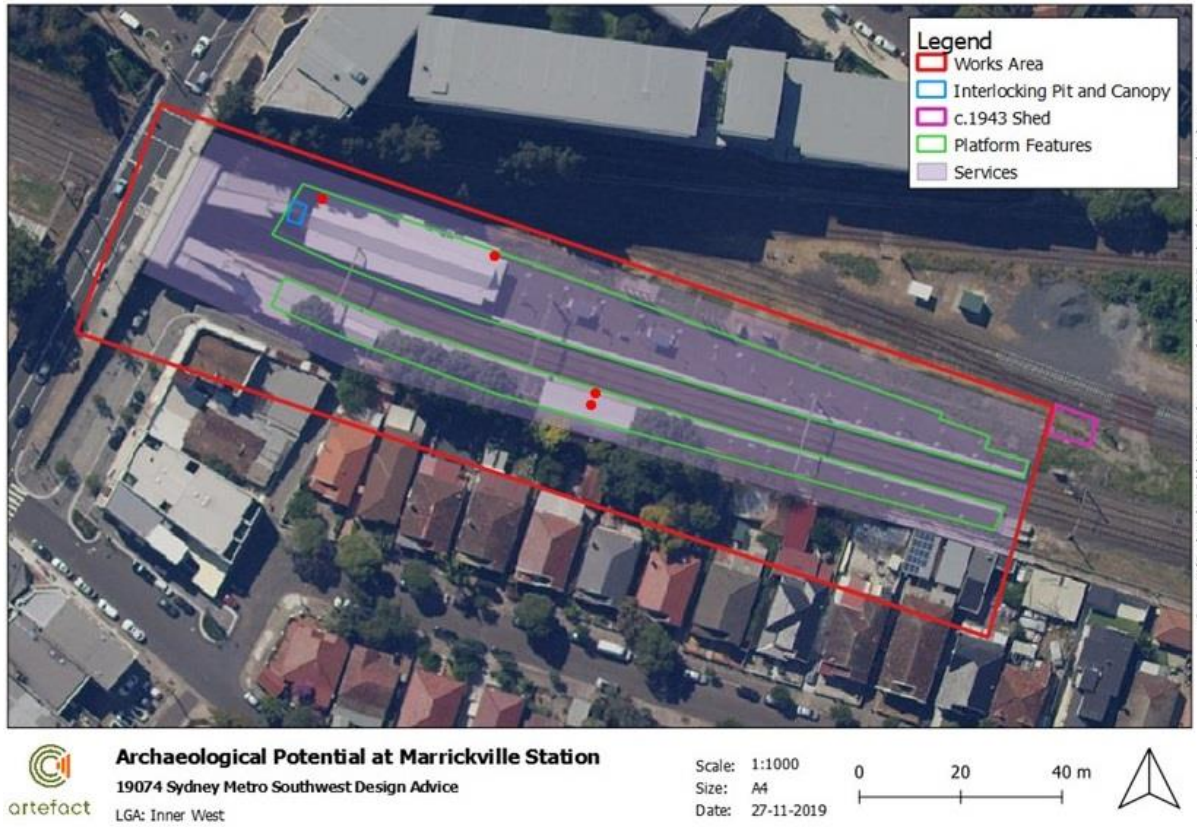 Legend
Works Area
Interlocking Pit and Canopy
c.1943 Shed
Platform Features
Services
artefact
Archaeological Potential at Marrickville Station
19074 Sydney Metro Southwest Design Advice
LGA: Inner West
Scale: 1:1000
Size: A4
Date: 27-11-2019
0 20 40 m